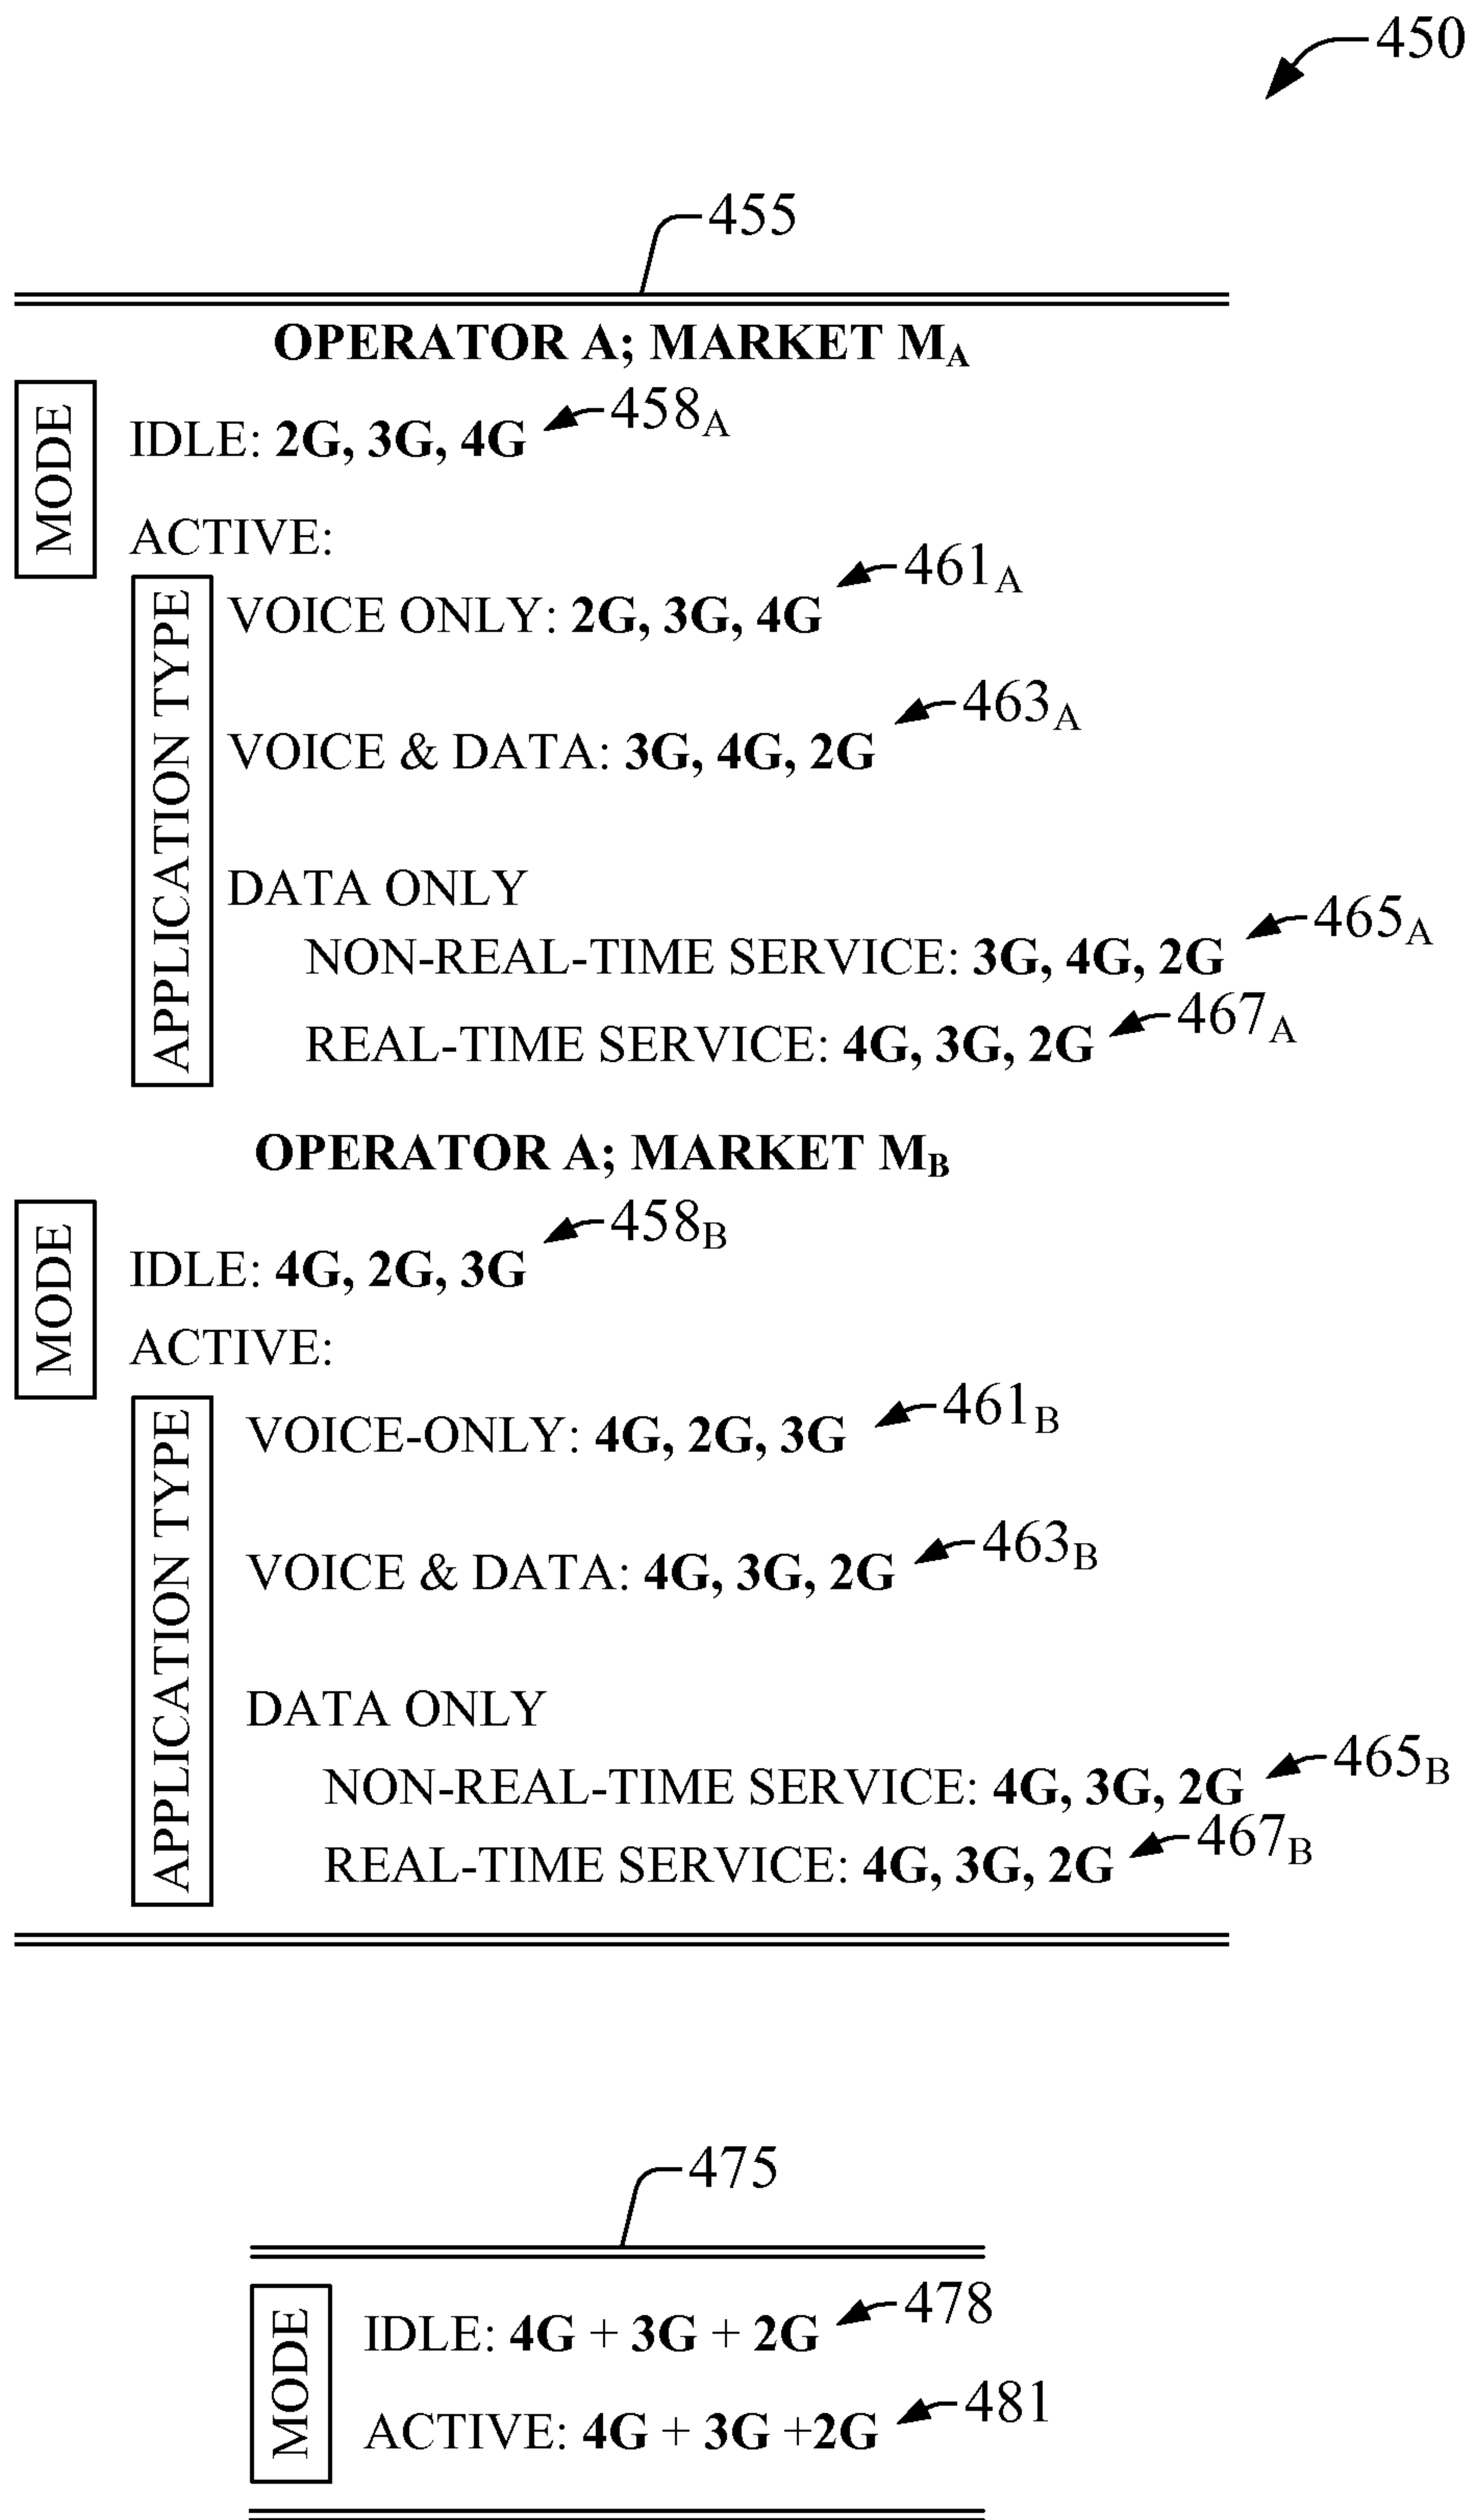 450
455
OPERATOR A; MARKET MA
MODE
IDLE: 2G, 3G, 4G
458A
ACTIVE:
APPLICATION TYPE
461A
VOICE ONLY: 2G, 3G, 4G
463A
VOICE & DATA: 3G, 4G, 2G
DATA ONLY
465A
NON-REAL-TIME SERVICE: 3G, 4G, 2G
467A
REAL-TIME SERVICE: 4G, 3G, 2G
OPERATOR A; MARKET MB
MODE
458B
IDLE: 4G, 2G, 3G
ACTIVE:
APPLICATION TYPE
461B
VOICE-ONLY: 4G, 2G, 3G
463B
VOICE & DATA: 4G, 3G, 2G
DATA ONLY
465B
NON-REAL-TIME SERVICE: 4G, 3G, 2G
467B
REAL-TIME SERVICE: 4G, 3G, 2G
475
MODE
478
IDLE: 4G + 3G + 2G
481
ACTIVE: 4G + 3G +2G